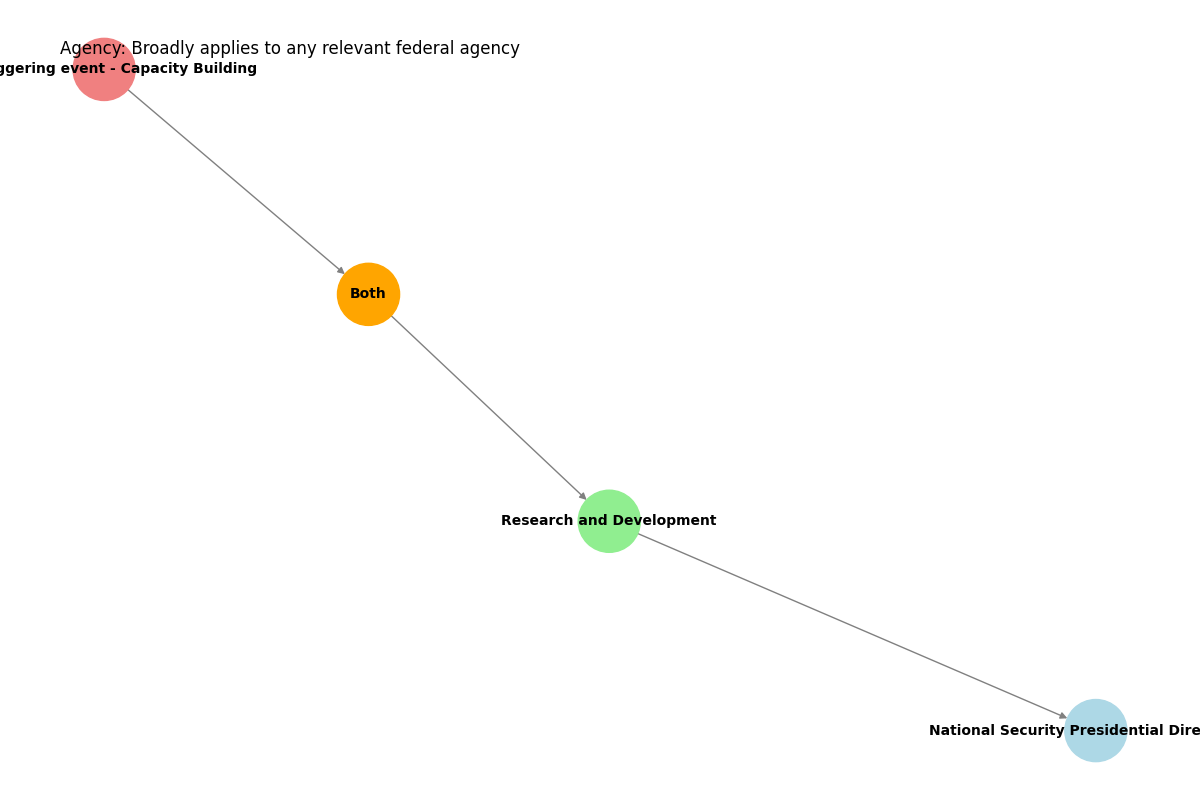 Agency: Broadly applies to any relevant federal agency
ggering event - Capacity Building
Both
Research and Development
National Security Presidential Dire